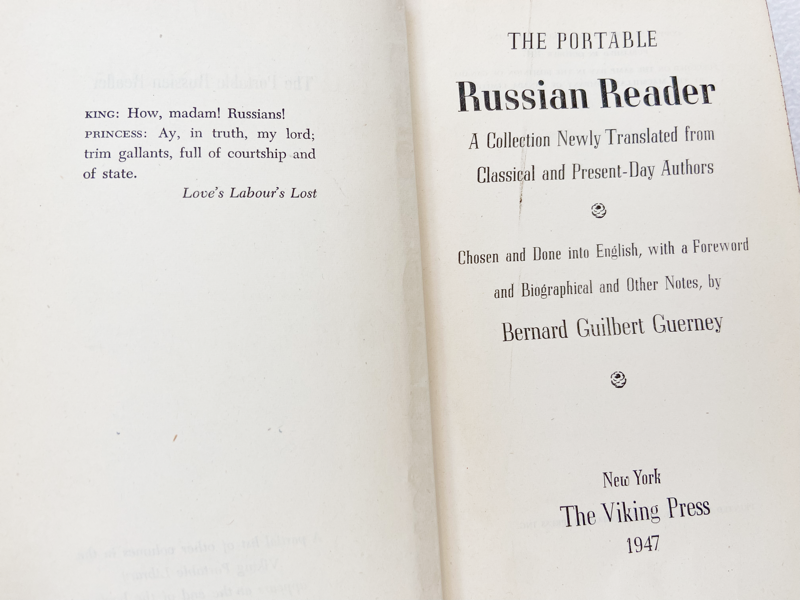 KING: How, madam! Russians!
PRINCESS: Ay, in truth, my lord;
trim gallants, full of courtship and
of state.
Love's Labour's Lost
THE PORTABLE
Russian Reader
A Collection Newly Translated from
Classical and Present-Day Authors
Chosen and Done into English, with a Foreword
and Biographical and Other Notes, by
Bernard Guilbert Guerney
New York
The Viking Press
1947